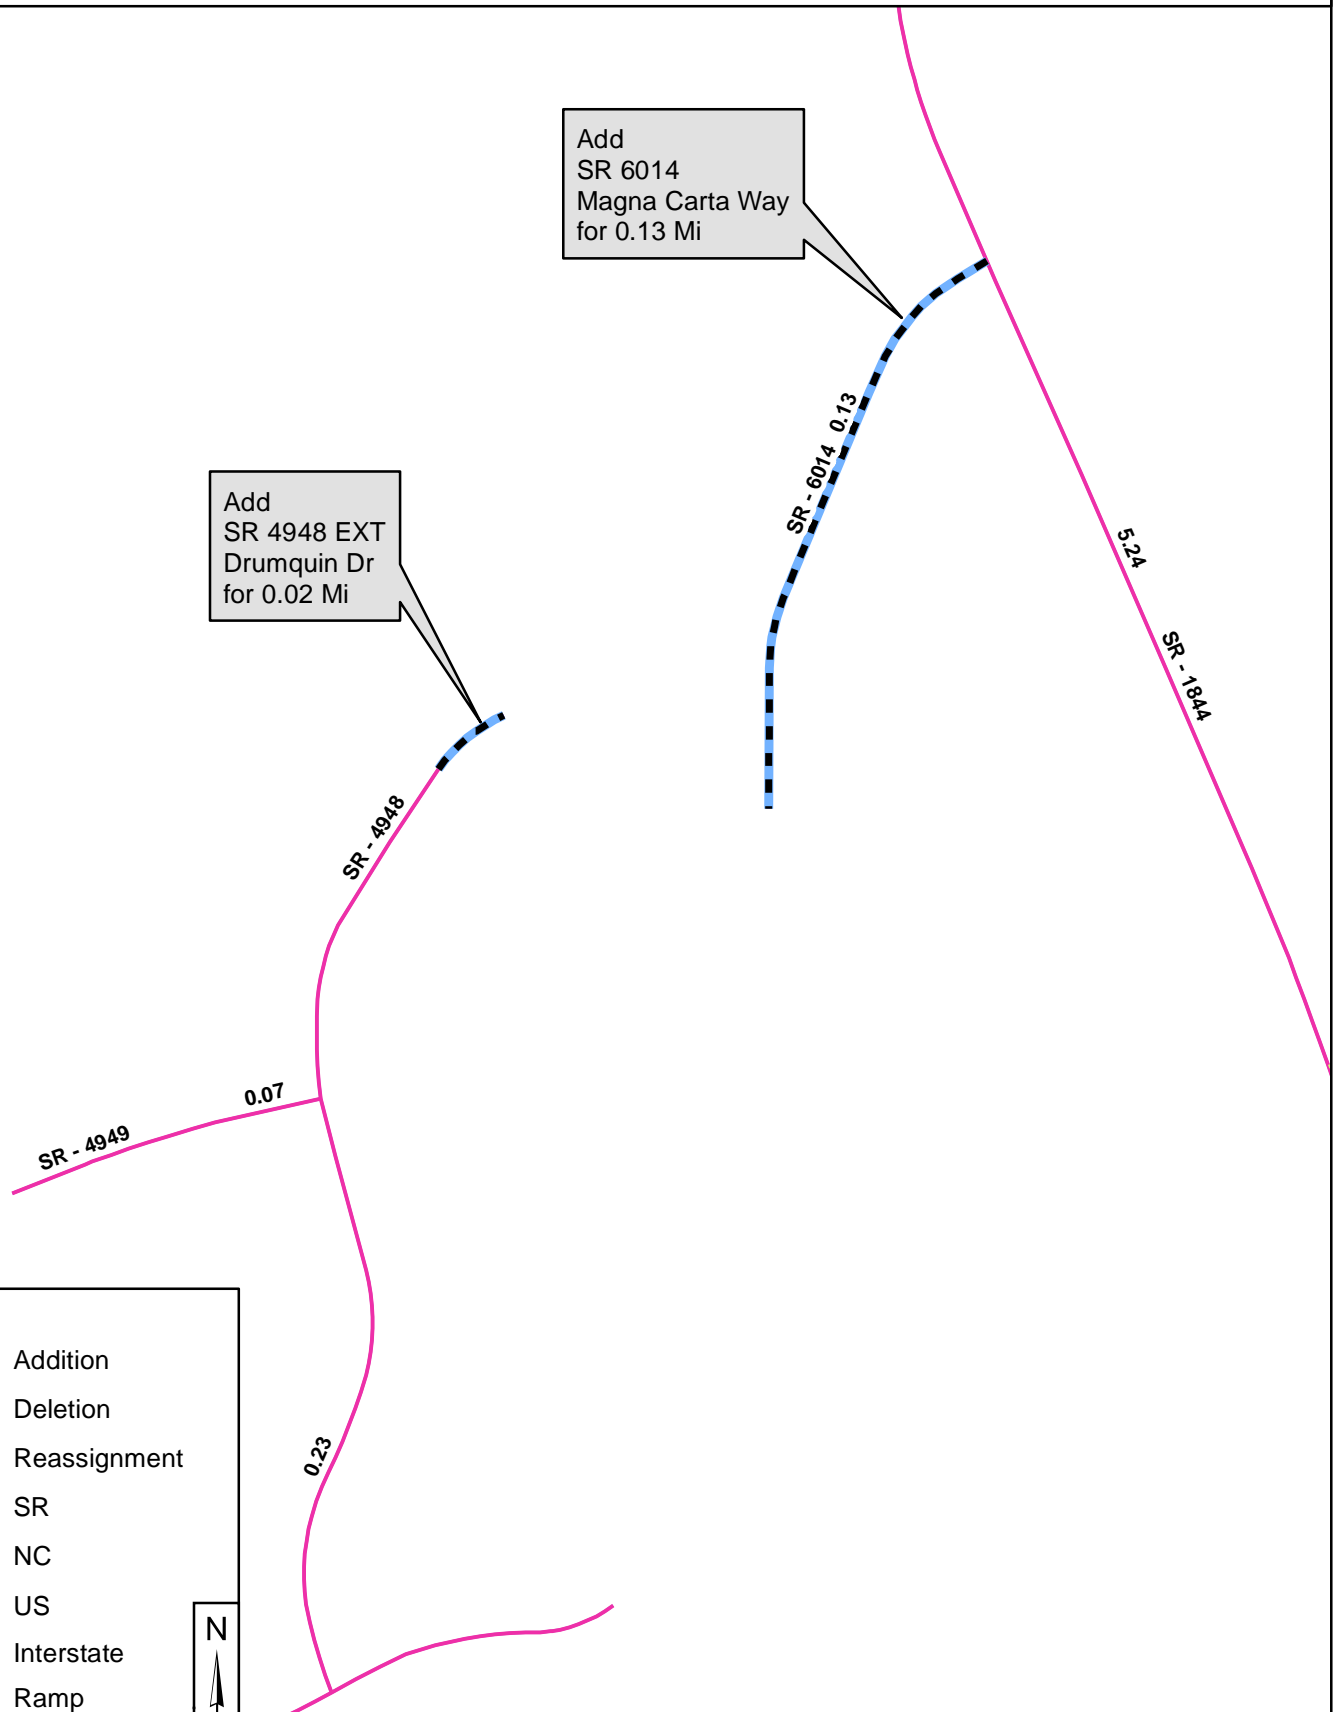 Add
SR 6014
Magna Carta Way
for 0.13 Mi
SR - 6014 0.13
Add
SR 4948 EXT
Drumquin Dr
for 0.02 Mi
5.24
SR - 1844
SR - 4948
0.07
SR - 4949
Addition
Deletion
Reassignment
0.23
SR
NC
US
Interstate
Ramp
N